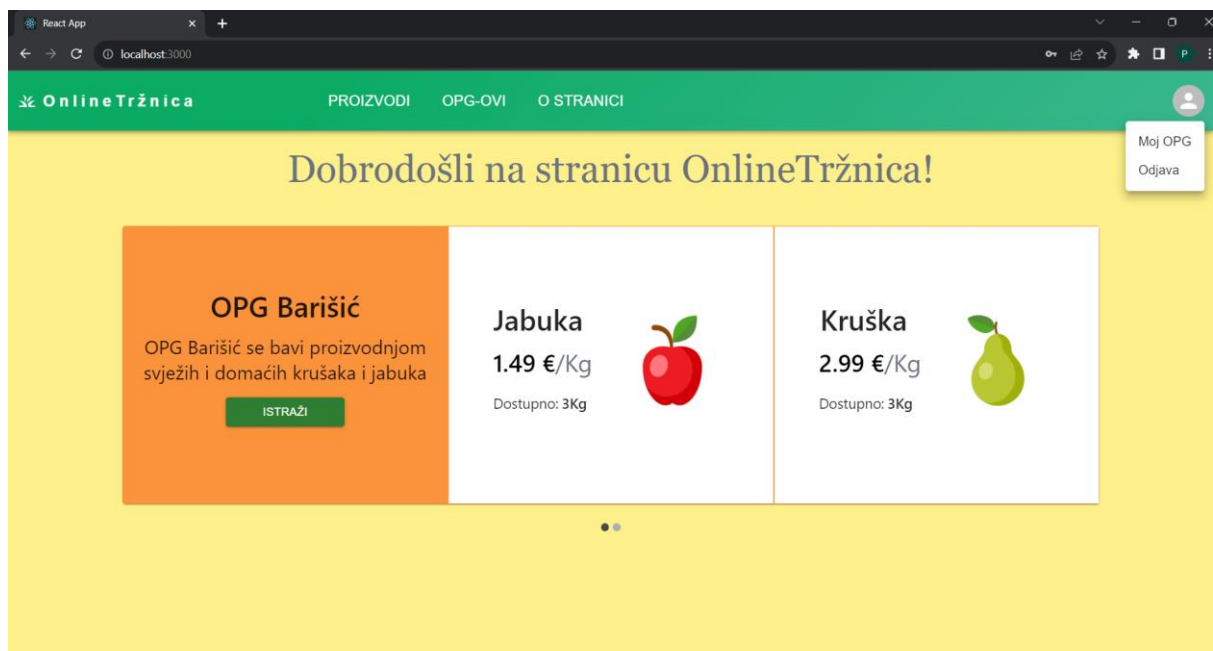 React App
localhost:3000
P
OnlineTržnica PROIZVODI OPG-OVI O STRANICI
Moj OPG
Odjava
Dobrodošli na stranicu OnlineTržnica!
OPG Barišić
OPG Barišić se bavi proizvodnjom
svježih i domaćih krušaka i jabuka
ISTRAŽI
Jabuka
1.49 €/Kg
Dostupno: 3Kg
Kruška
2.99 €/Kg
Dostupno: 3Kg